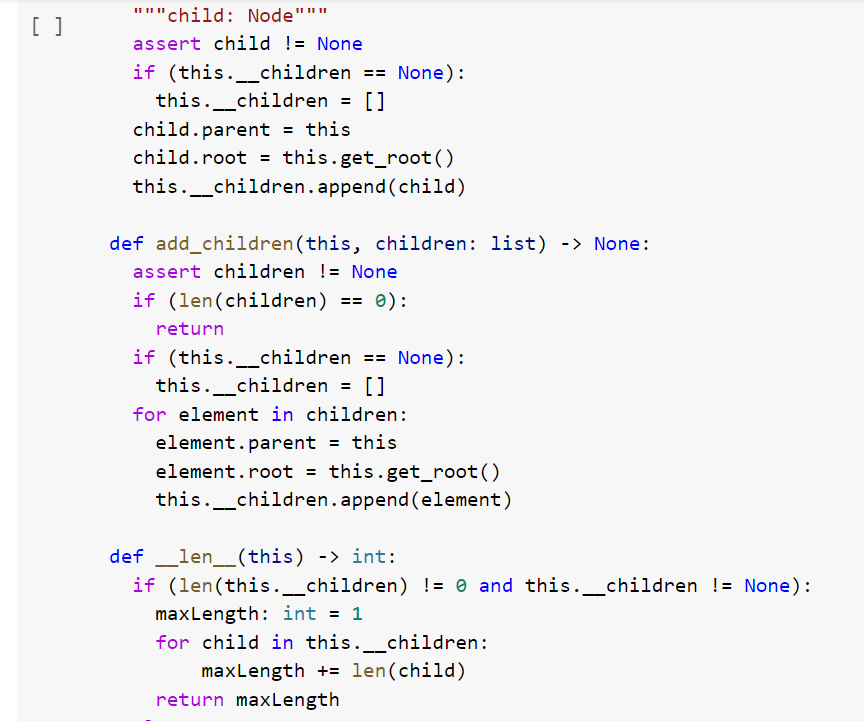 [ ]
"""child: Node"""
assert child != None
if (this.__children == None):
  this.__children = []
child.parent = this
child.root = this.get_root()
this.__children.append(child)

def add_children(this, children: list) -> None:
  assert children != None
  if (len(children) == 0):
    return
  if (this.__children == None):
    this.__children = []
  for element in children:
    element.parent = this
    element.root = this.get_root()
    this.__children.append(element)

def __len__(this) -> int:
  if (len(this.__children) != 0 and this.__children != None):
    maxLength: int = 1
    for child in this.__children:
        maxLength += len(child)
    return maxLength